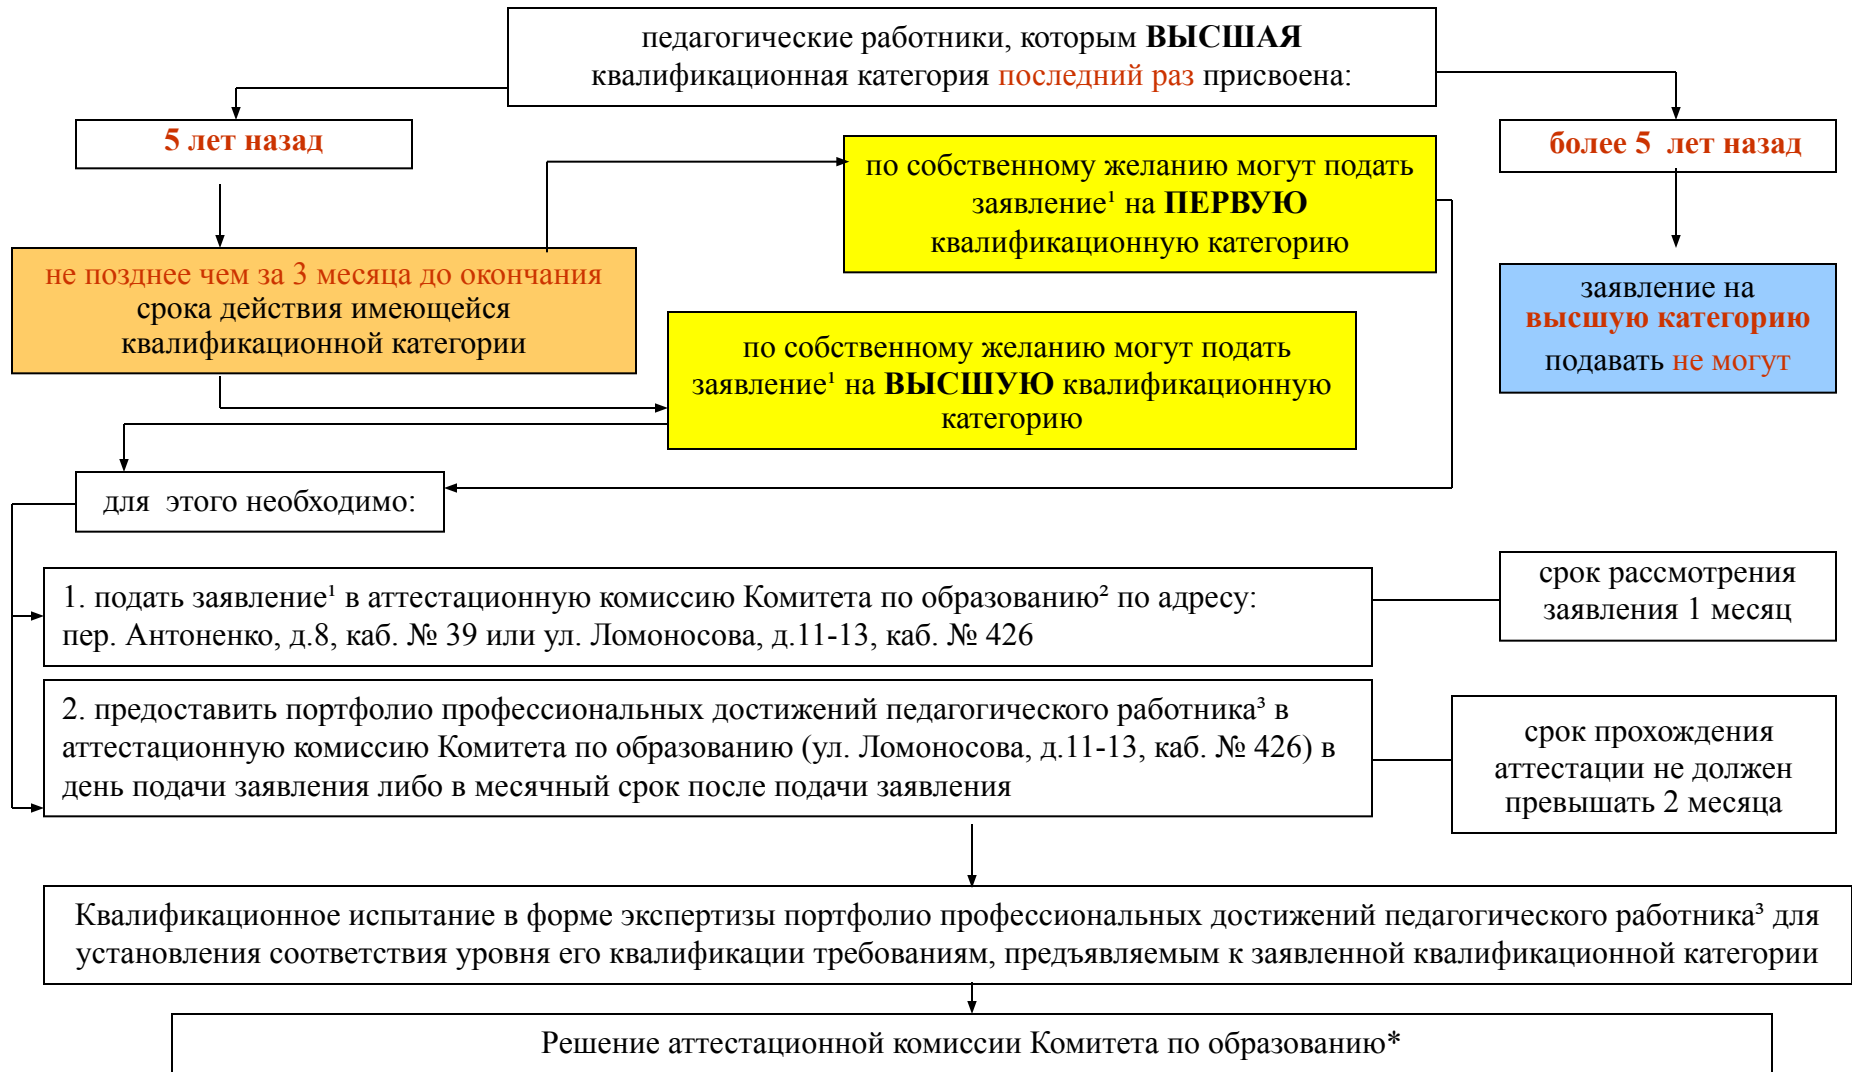 педагогические работники, которым ВЫСШАЯ
квалификационная категория последний раз присвоена:
5 лет назад
более 5 лет назад
по собственному желанию могут подать
заявление¹ на ПЕРВУЮ
квалификационную категорию
не позднее чем за 3 месяца до окончания
срока действия имеющейся
квалификационной категории
заявление на
высшую категорию
подавать не могут
по собственному желанию могут подать
заявление¹ на ВЫСШУЮ квалификационную
категорию
для этого необходимо:
1. подать заявление¹ в аттестационную комиссию Комитета по образованию² по адресу:
пер. Антоненко, д.8, каб. № 39 или ул. Ломоносова, д.11-13, каб. № 426
срок рассмотрения
заявления 1 месяц
2. предоставить портфолио профессиональных достижений педагогического работника³ в
аттестационную комиссию Комитета по образованию (ул. Ломоносова, д.11-13, каб. № 426) в
день подачи заявления либо в месячный срок после подачи заявления
срок прохождения
аттестации не должен
превышать 2 месяца
Квалификационное испытание в форме экспертизы портфолио профессиональных достижений педагогического работника³ для
установления соответствия уровня его квалификации требованиям, предъявляемым к заявленной квалификационной категории
Решение аттестационной комиссии Комитета по образованию*